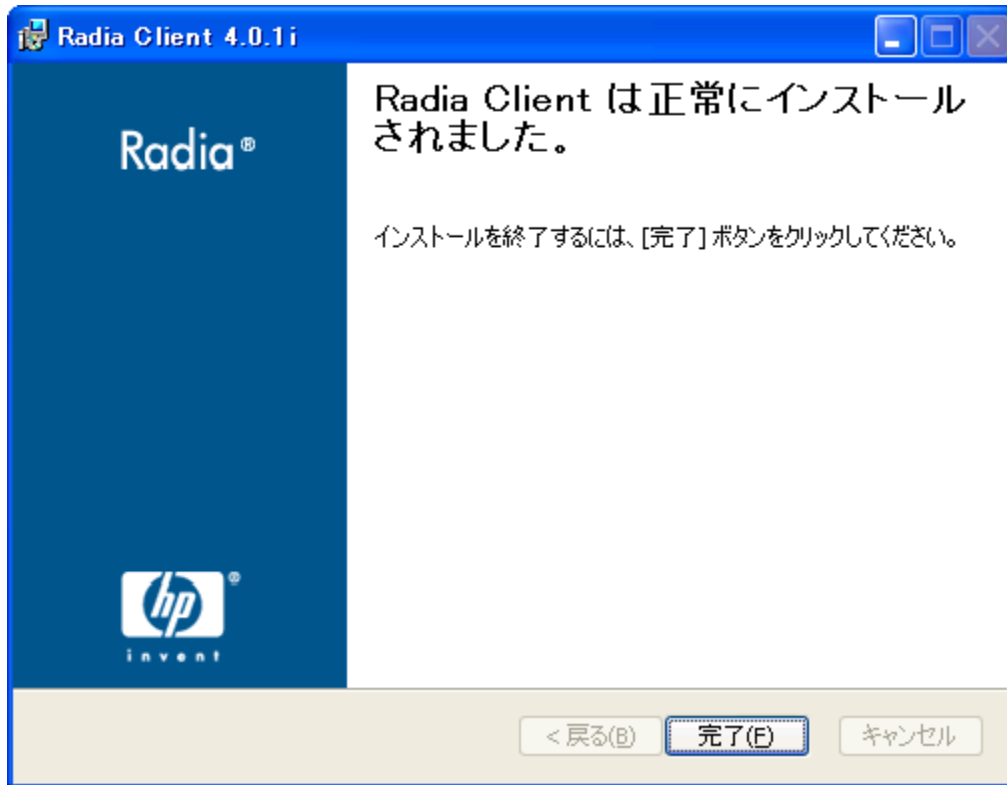 Radia Client 4.0.1i
Radia®
Radia Client は正常にインストール
されました。
インストールを終了するには、[完了] ボタンをクリックしてください。
hp®
invent
< 戻る(B)
完了(F)
キャンセル